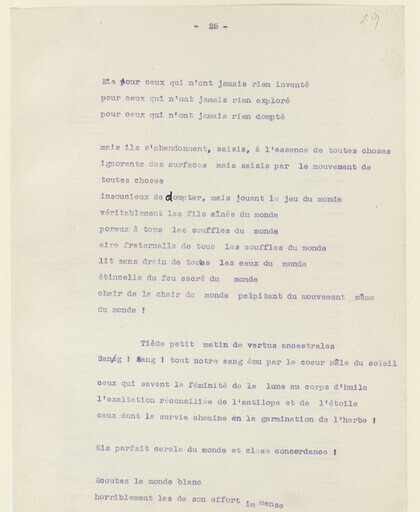 - 25 -
29
Eia pour ceux qui n'ont jamais rien inventé
pour ceux qui n'ont jamais rien exploré
pour ceux qui n'ont jamais rien dompté
mais ils s'abandonnent, saisis, à l'essence de toutes choses
ignorants des surfaces mais saisis par le mouvement de
toutes choses
insoucieux de dompter, mais jouant le jeu du monde
véritablement les fils aînés du monde
poreux à tous les souffles du monde
aire fraternelle de tous les souffles du monde
lit sans drain de toutes les eaux du monde
étincelle du feu sacré du monde
chair de la chair du monde palpitant du mouvement même
du monde !
Tiède petit matin de vertus ancestrales
Sang ! Sang ! tout notre sang ému par le coeur mâle du soleil
ceux qui savent la féminité de la lune au corps d'huile
l'exaltation réconciliée de l'antilope et de l'étoile
ceux dont la survie chemine en la germination de l'herbe !
Eia parfait cercle du monde et close concordance !
Ecoutez le monde blanc
horriblement las de son effort immense